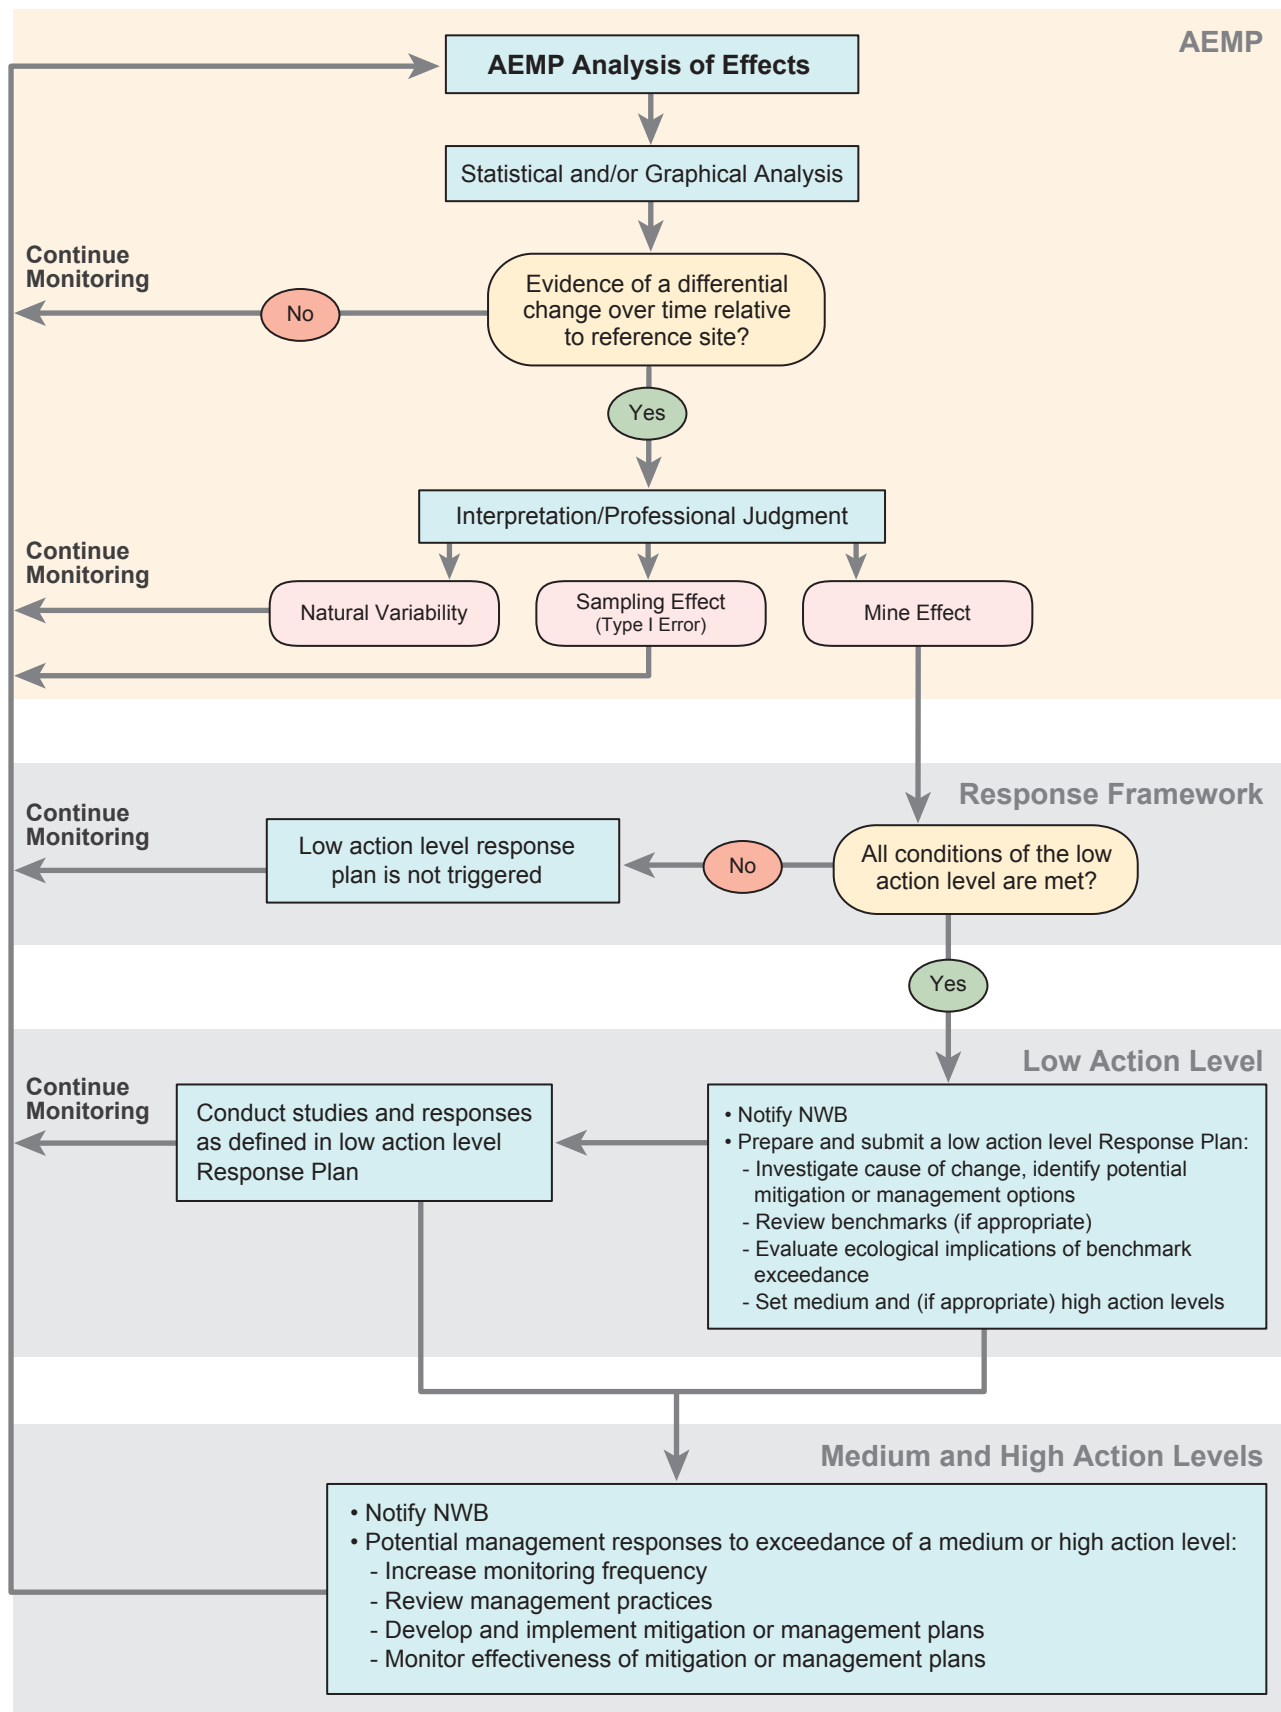 AEMP
AEMP Analysis of Effects
Statistical and/or Graphical Analysis
Continue
Monitoring
Evidence of a differential
change over time relative
to reference site?
No
Yes
Interpretation/Professional Judgment
Continue
Monitoring
Natural Variability
Sampling Effect
(Type I Error)
Mine Effect
Response Framework
Continue
Monitoring
Low action level response
plan is not triggered
No
All conditions of the low
action level are met?
Yes
Low Action Level
Continue
Monitoring
Conduct studies and responses
as defined in low action level
Response Plan
• Notify NWB
• Prepare and submit a low action level Response Plan:
- Investigate cause of change, identify potential
mitigation or management options
- Review benchmarks (if appropriate)
- Evaluate ecological implications of benchmark
exceedance
- Set medium and (if appropriate) high action levels
Medium and High Action Levels
• Notify NWB
• Potential management responses to exceedance of a medium or high action level:
- Increase monitoring frequency
- Review management practices
- Develop and implement mitigation or management plans
- Monitor effectiveness of mitigation or management plans